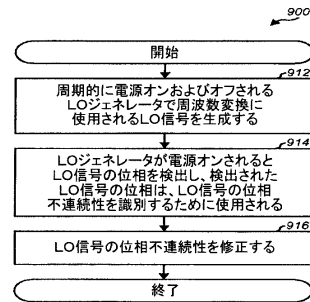 900
開始
912
周期的に電源オンおよびオフされる
LOジェネレータで周波数変換に
使用されるLO信号を生成する
914
LOジェネレータが電源オンされると
LO信号の位相を検出し、検出された
LO信号の位相は、LO信号の位相
不連続性を識別するために使用される
916
LO信号の位相不連続性を修正する
終了